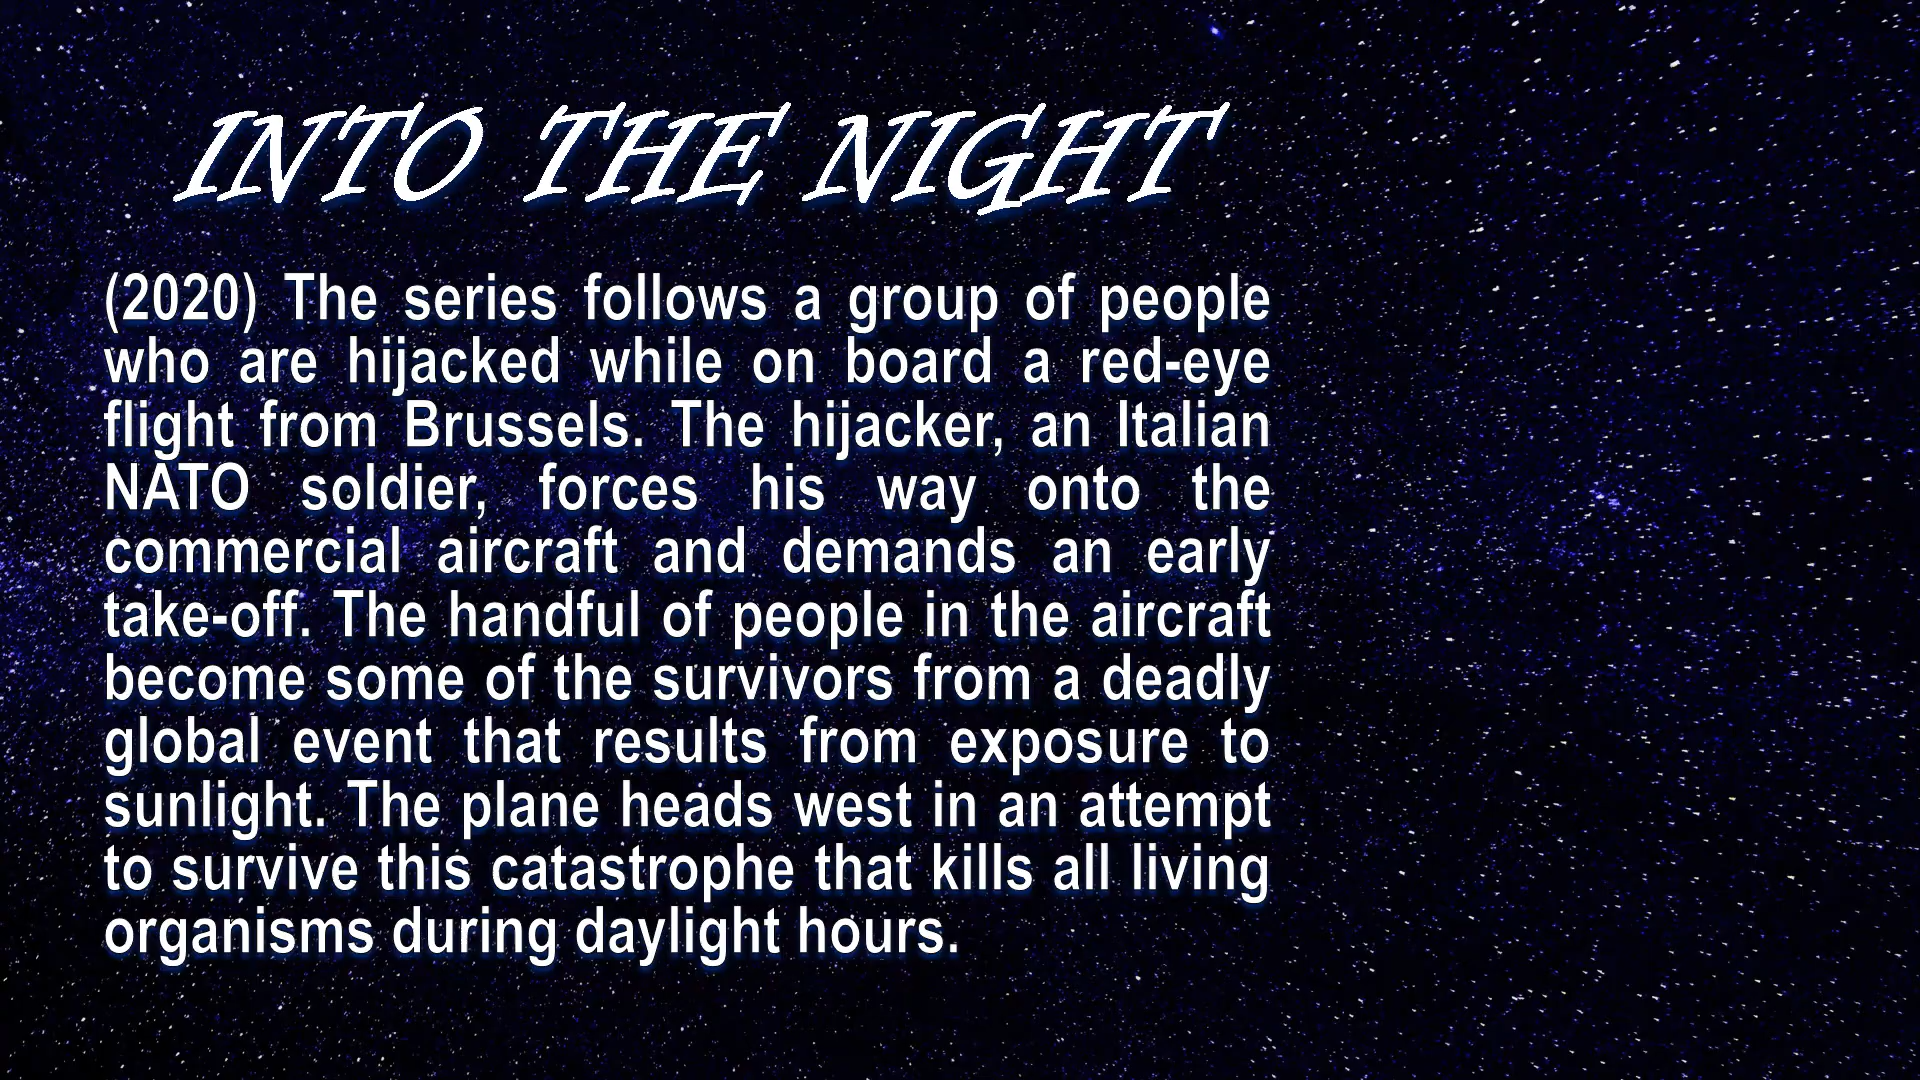 INTO THE NIGHT
(2020) The series follows a group of people
who are hijacked while on board a red-eye
flight from Brussels. The hijacker, an Italian
NATO soldier, forces his way onto the
commercial aircraft and demands an early
take-off. The handful of people in the aircraft
become some of the survivors from a deadly
global event that results from exposure to
sunlight. The plane heads west in an attempt
to survive this catastrophe that kills all living
organisms during daylight hours.